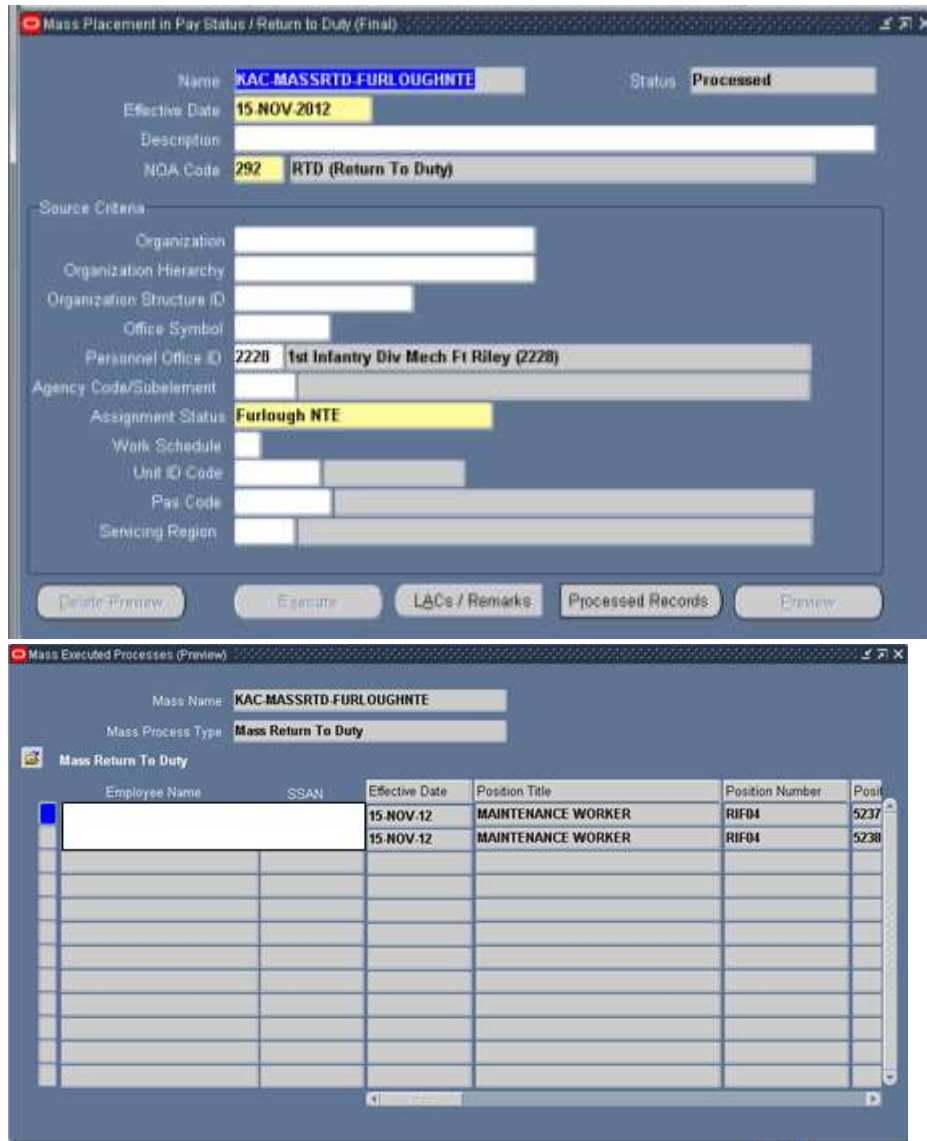 Mass Placement in Pay Status / Return to Duty (Final)
Name KAC-MASSRTD-FURLOUGHNTE Status Processed
Effective Date 15-NOV-2012
Description
NOA Code 292 RTD (Return To Duty)
Source Criteria
Organization
Organization Hierarchy
Organization Structure ID
Office Symbol
Personnel Office ID 2228 1st Infantry Div Mech Ft Riley (2228)
Agency Code/Subelement
Assignment Status Furlough NTE
Work Schedule
Unit ID Code
Pas Code
Servicing Region
Delete Preview Execute LACs / Remarks Processed Records Preview
Mass Executed Processes (Preview)
Mass Name KAC-MASSRTD-FURLOUGHNTE
Mass Process Type Mass Return To Duty
Mass Return To Duty
Employee Name SSAN Effective Date Position Title Position Number Posit
15-NOV-12 MAINTENANCE WORKER RIF04 5237
15-NOV-12 MAINTENANCE WORKER RIF04 5238